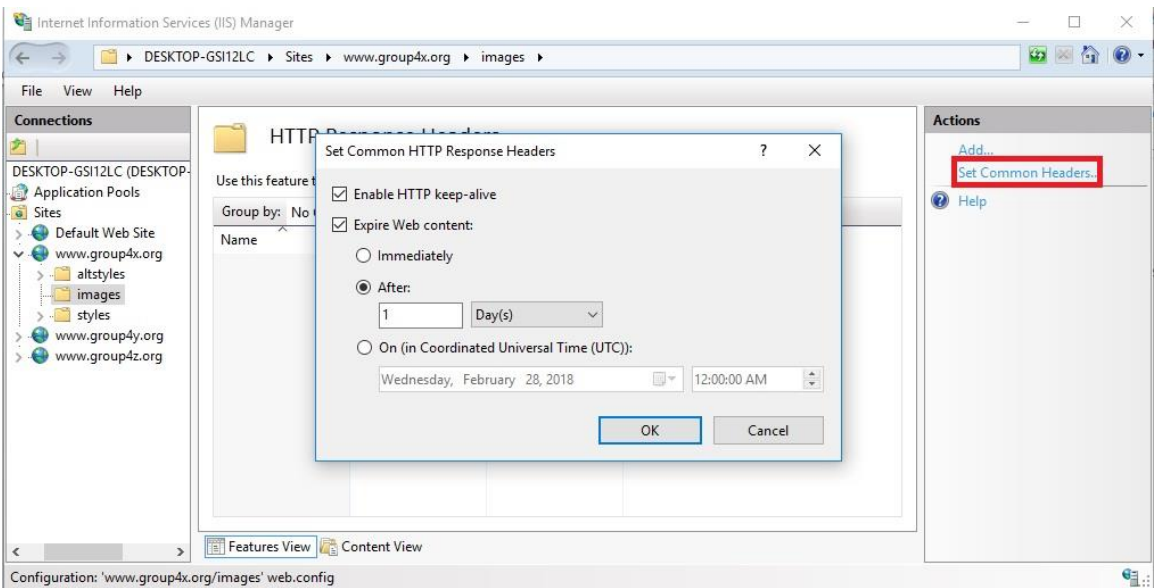 Internet Information Services (IIS) Manager
DESKTOP-GSI12LC ▸ Sites ▸ www.group4x.org ▸ images ▸
File View Help
Connections
DESKTOP-GSI12LC (DESKTOP-
Application Pools
Sites
Default Web Site
www.group4x.org
altstyles
images
styles
www.group4y.org
www.group4z.org
HTTP Response Headers
Use this feature t
Group by: No
Name
Set Common HTTP Response Headers
Enable HTTP keep-alive
Expire Web content:
Immediately
After:
1 Day(s)
On (in Coordinated Universal Time (UTC)):
Wednesday, February 28, 2018 12:00:00 AM
OK Cancel
Features View Content View
Actions
Add...
Set Common Headers...
Help
Configuration: 'www.group4x.org/images' web.config